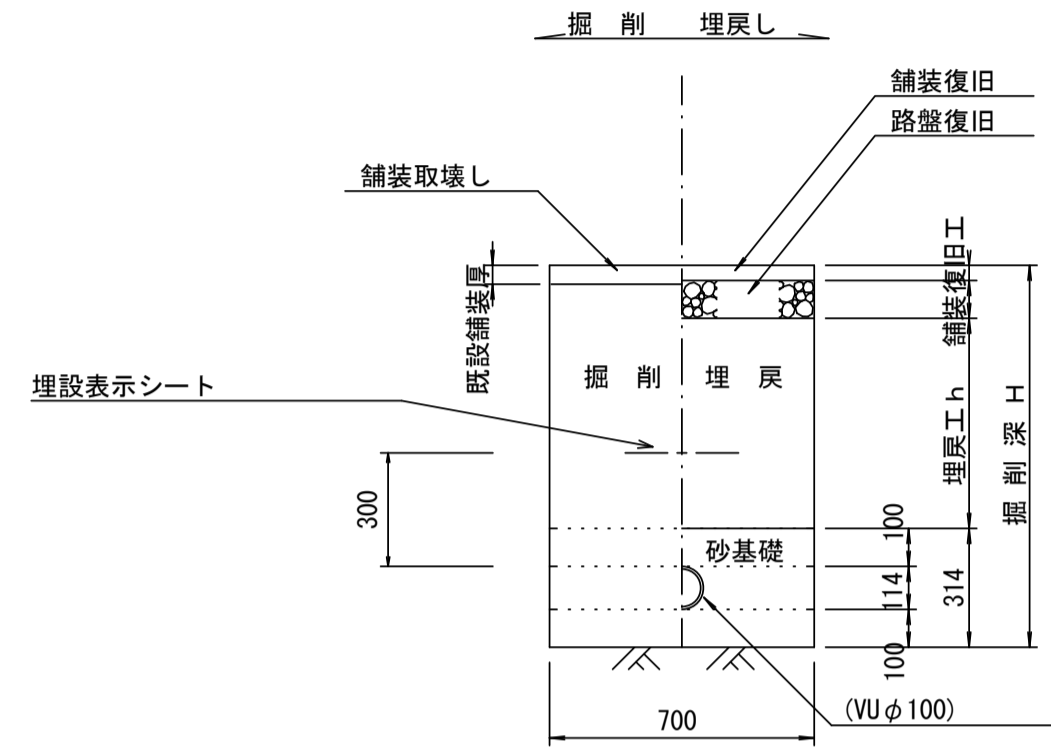 掘 削 埋戻し
舗装復旧
路盤復旧
舗装取壊し
既設舗装厚
舗装復旧工
埋設表示シート
掘 削 埋 戻
埋戻工h
掘 削 深 H
300
砂基礎
100
114
100
314
(VUφ100)
700